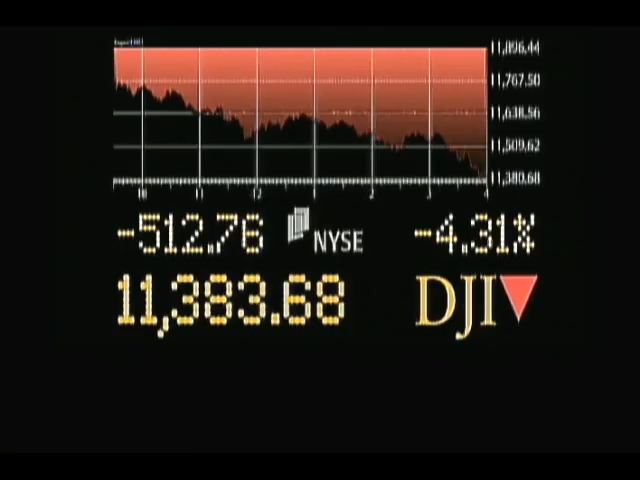 11,896.44
11,767.50
11,638.56
11,509.62
11,380.68
10 11 12 1 2 3 4
-512.76 NYSE -4.31%
11,383.68 DJI